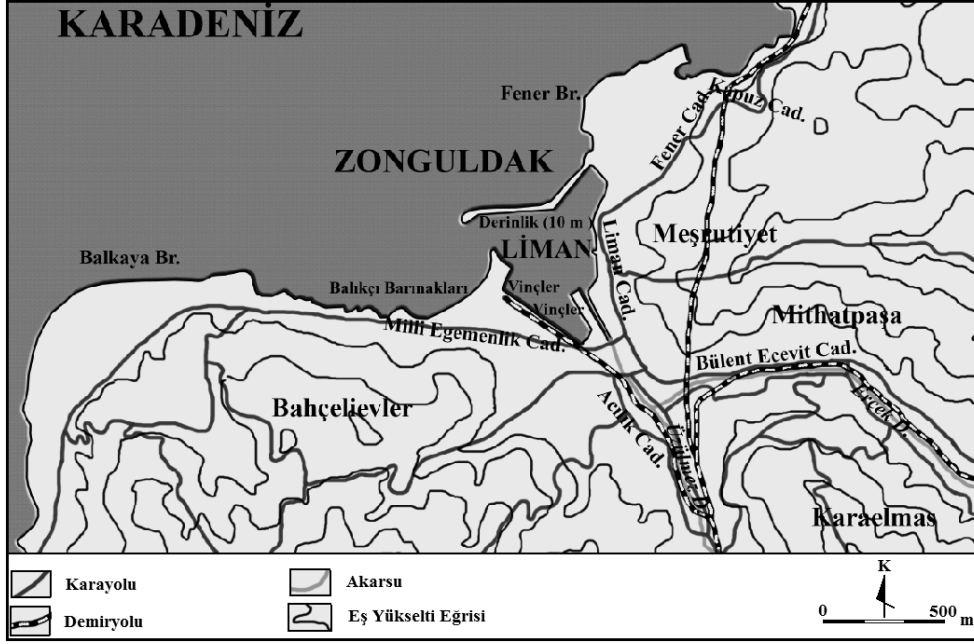 KARADENİZ
Fener Br.
Kapuz Cad.
Fener Cad.
ZONGULDAK
Derinlik (10 m )
LİMAN
Liman Cad.
Meşrutiyet
Balkaya Br.
Balıkçı Barınakları
Vinçler
Vinçler
Milli Egemenlik Cad.
Mithatpaşa
Bülent Ecevit Cad.
Bahçelievler
Acılık Cad.
Üzülmez D.
Karaelmas
Karayolu
Demiryolu
Akarsu
Eş Yükselti Eğrisi
K
0 500 m